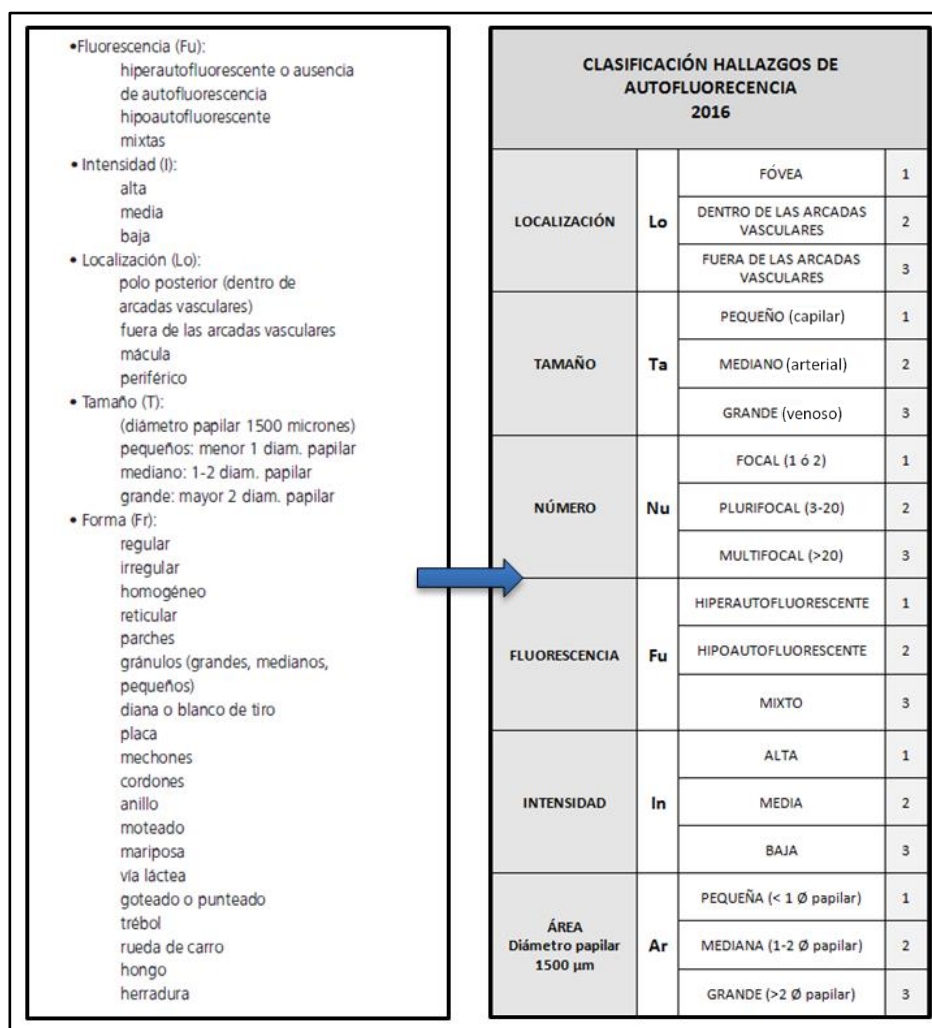 •Fluorescencia (Fu):
hiperautofluorescente o ausencia
de autofluorescencia
hipoautofluorescente
mixtas
• Intensidad (I):
alta
media
baja
• Localización (Lo):
polo posterior (dentro de
arcadas vasculares)
fuera de las arcadas vasculares
mácula
periférico
• Tamaño (T):
(diámetro papilar 1500 micrones)
pequeños: menor 1 diam. papilar
mediano: 1-2 diam. papilar
grande: mayor 2 diam. papilar
• Forma (Fr):
regular
irregular
homogéneo
reticular
parches
gránulos (grandes, medianos,
pequeños)
diana o blanco de tiro
placa
mechones
cordones
anillo
moteado
mariposa
vía láctea
goteado o punteado
trébol
rueda de carro
hongo
herradura
CLASIFICACIÓN HALLAZGOS DE
AUTOFLUORECENCIA
2016
LOCALIZACIÓN
Lo
FÓVEA 1
DENTRO DE LAS ARCADAS
VASCULARES 2
FUERA DE LAS ARCADAS
VASCULARES 3
TAMAÑO
Ta
PEQUEÑO (capilar) 1
MEDIANO (arterial) 2
GRANDE (venoso) 3
NÚMERO
Nu
FOCAL (1 ó 2) 1
PLURIFOCAL (3-20) 2
MULTIFOCAL (>20) 3
FLUORESCENCIA
Fu
HIPERAUTOFLUORESCENTE 1
HIPOAUTOFLUORESCENTE 2
MIXTO 3
INTENSIDAD
In
ALTA 1
MEDIA 2
BAJA 3
ÁREA
Diámetro papilar
1500 µm
Ar
PEQUEÑA (< 1 Ø papilar) 1
MEDIANA (1-2 Ø papilar) 2
GRANDE (>2 Ø papilar) 3